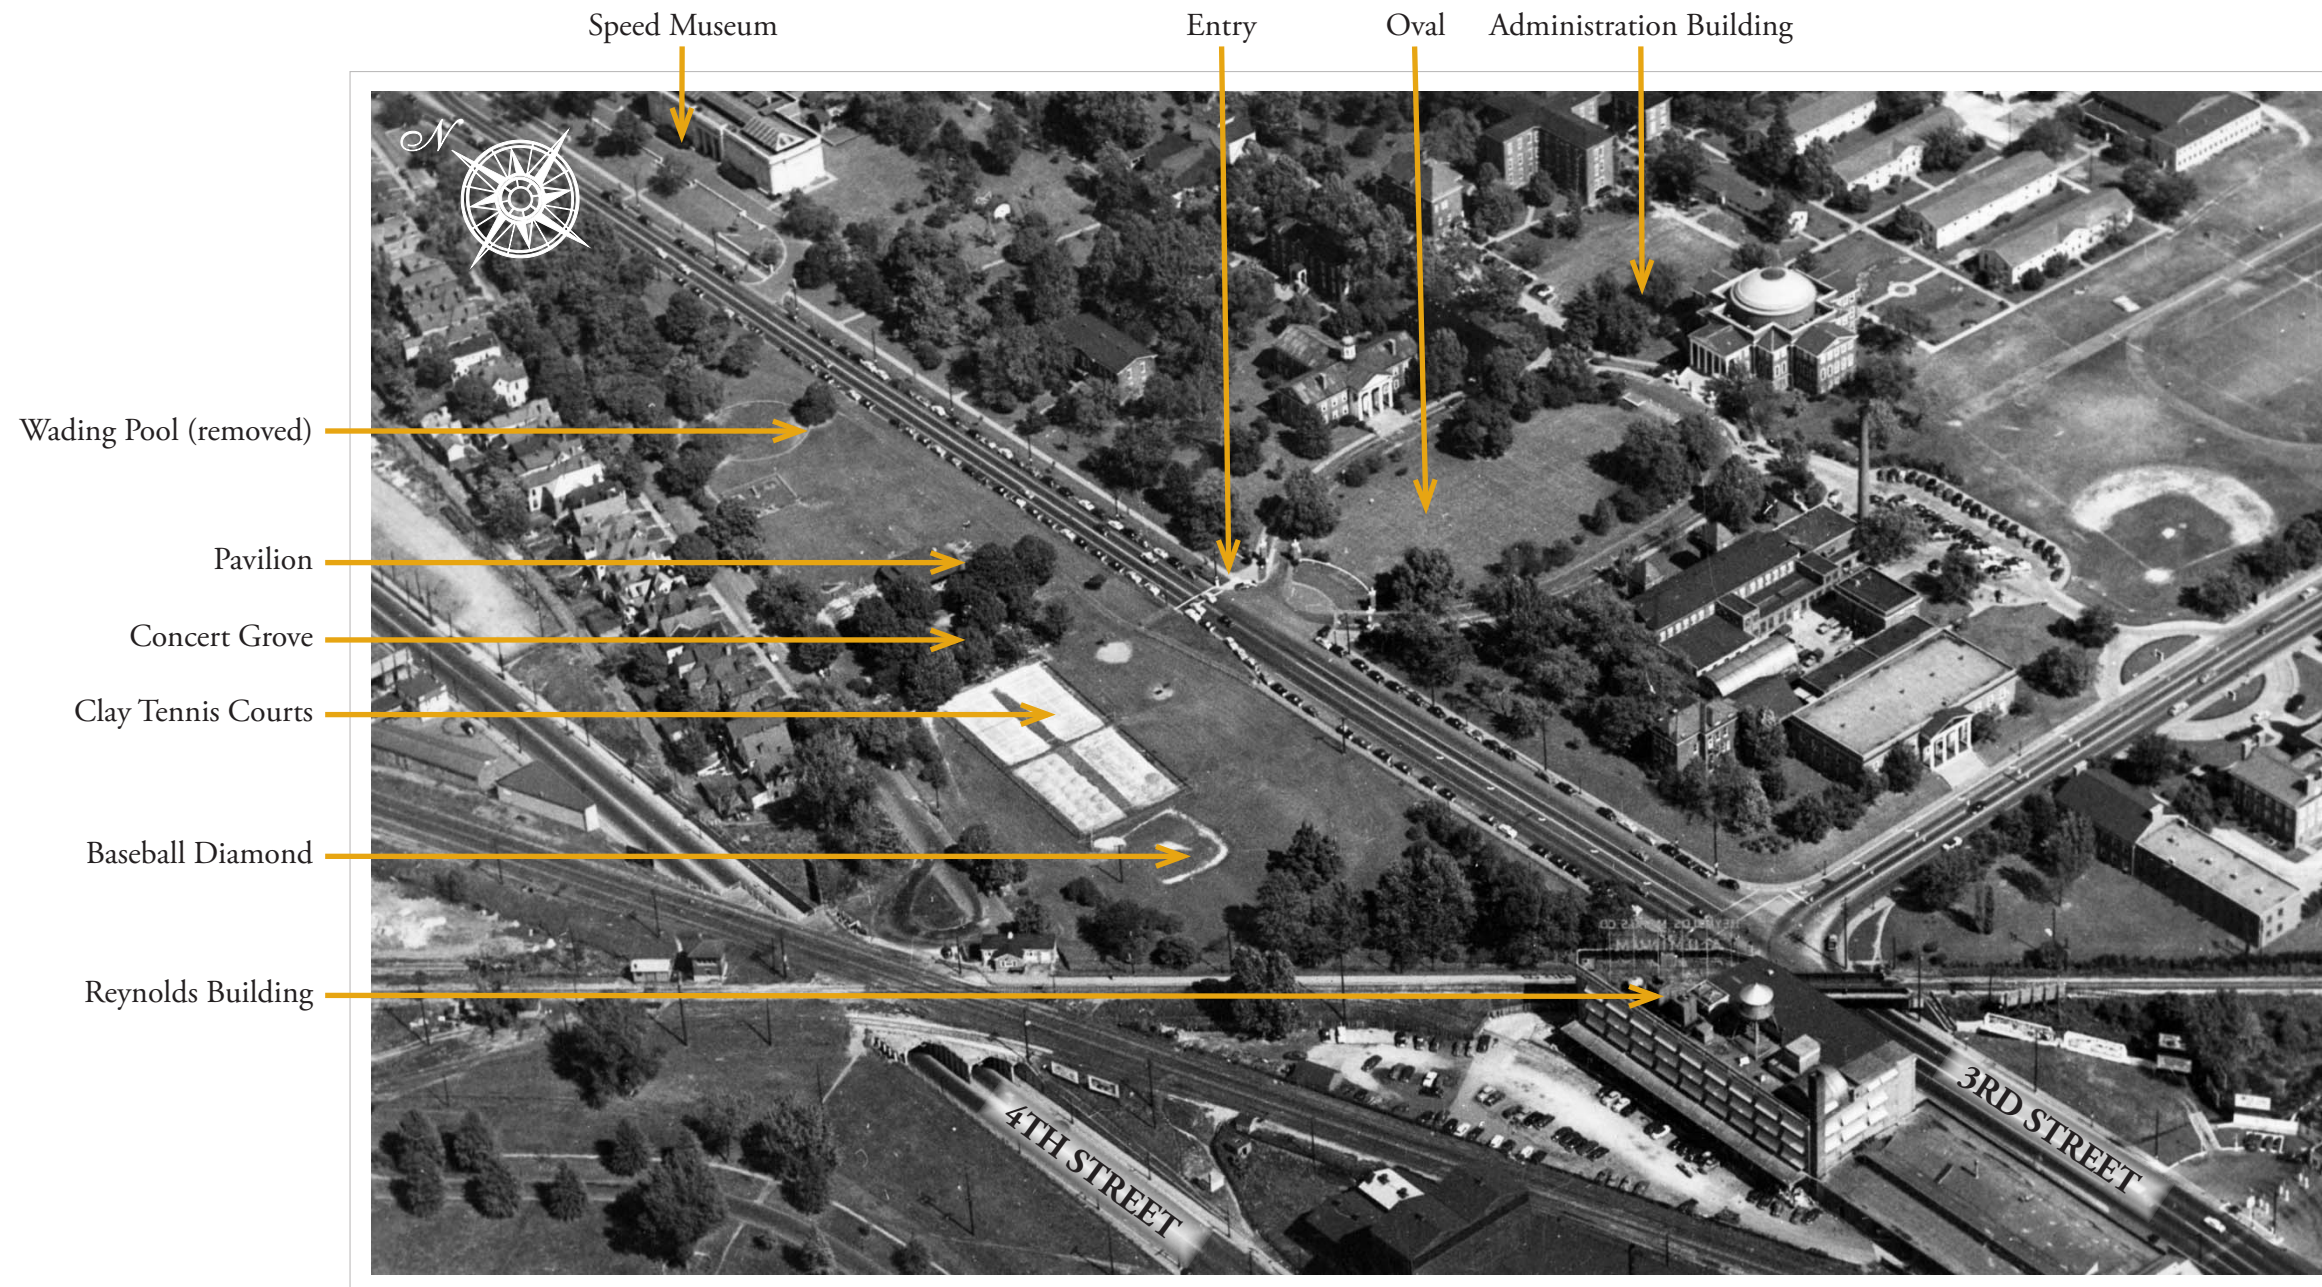 Speed Museum
Entry
Oval
Administration Building
N
Wading Pool (removed)
Pavilion
Concert Grove
Clay Tennis Courts
Baseball Diamond
Reynolds Building
4TH STREET
3RD STREET